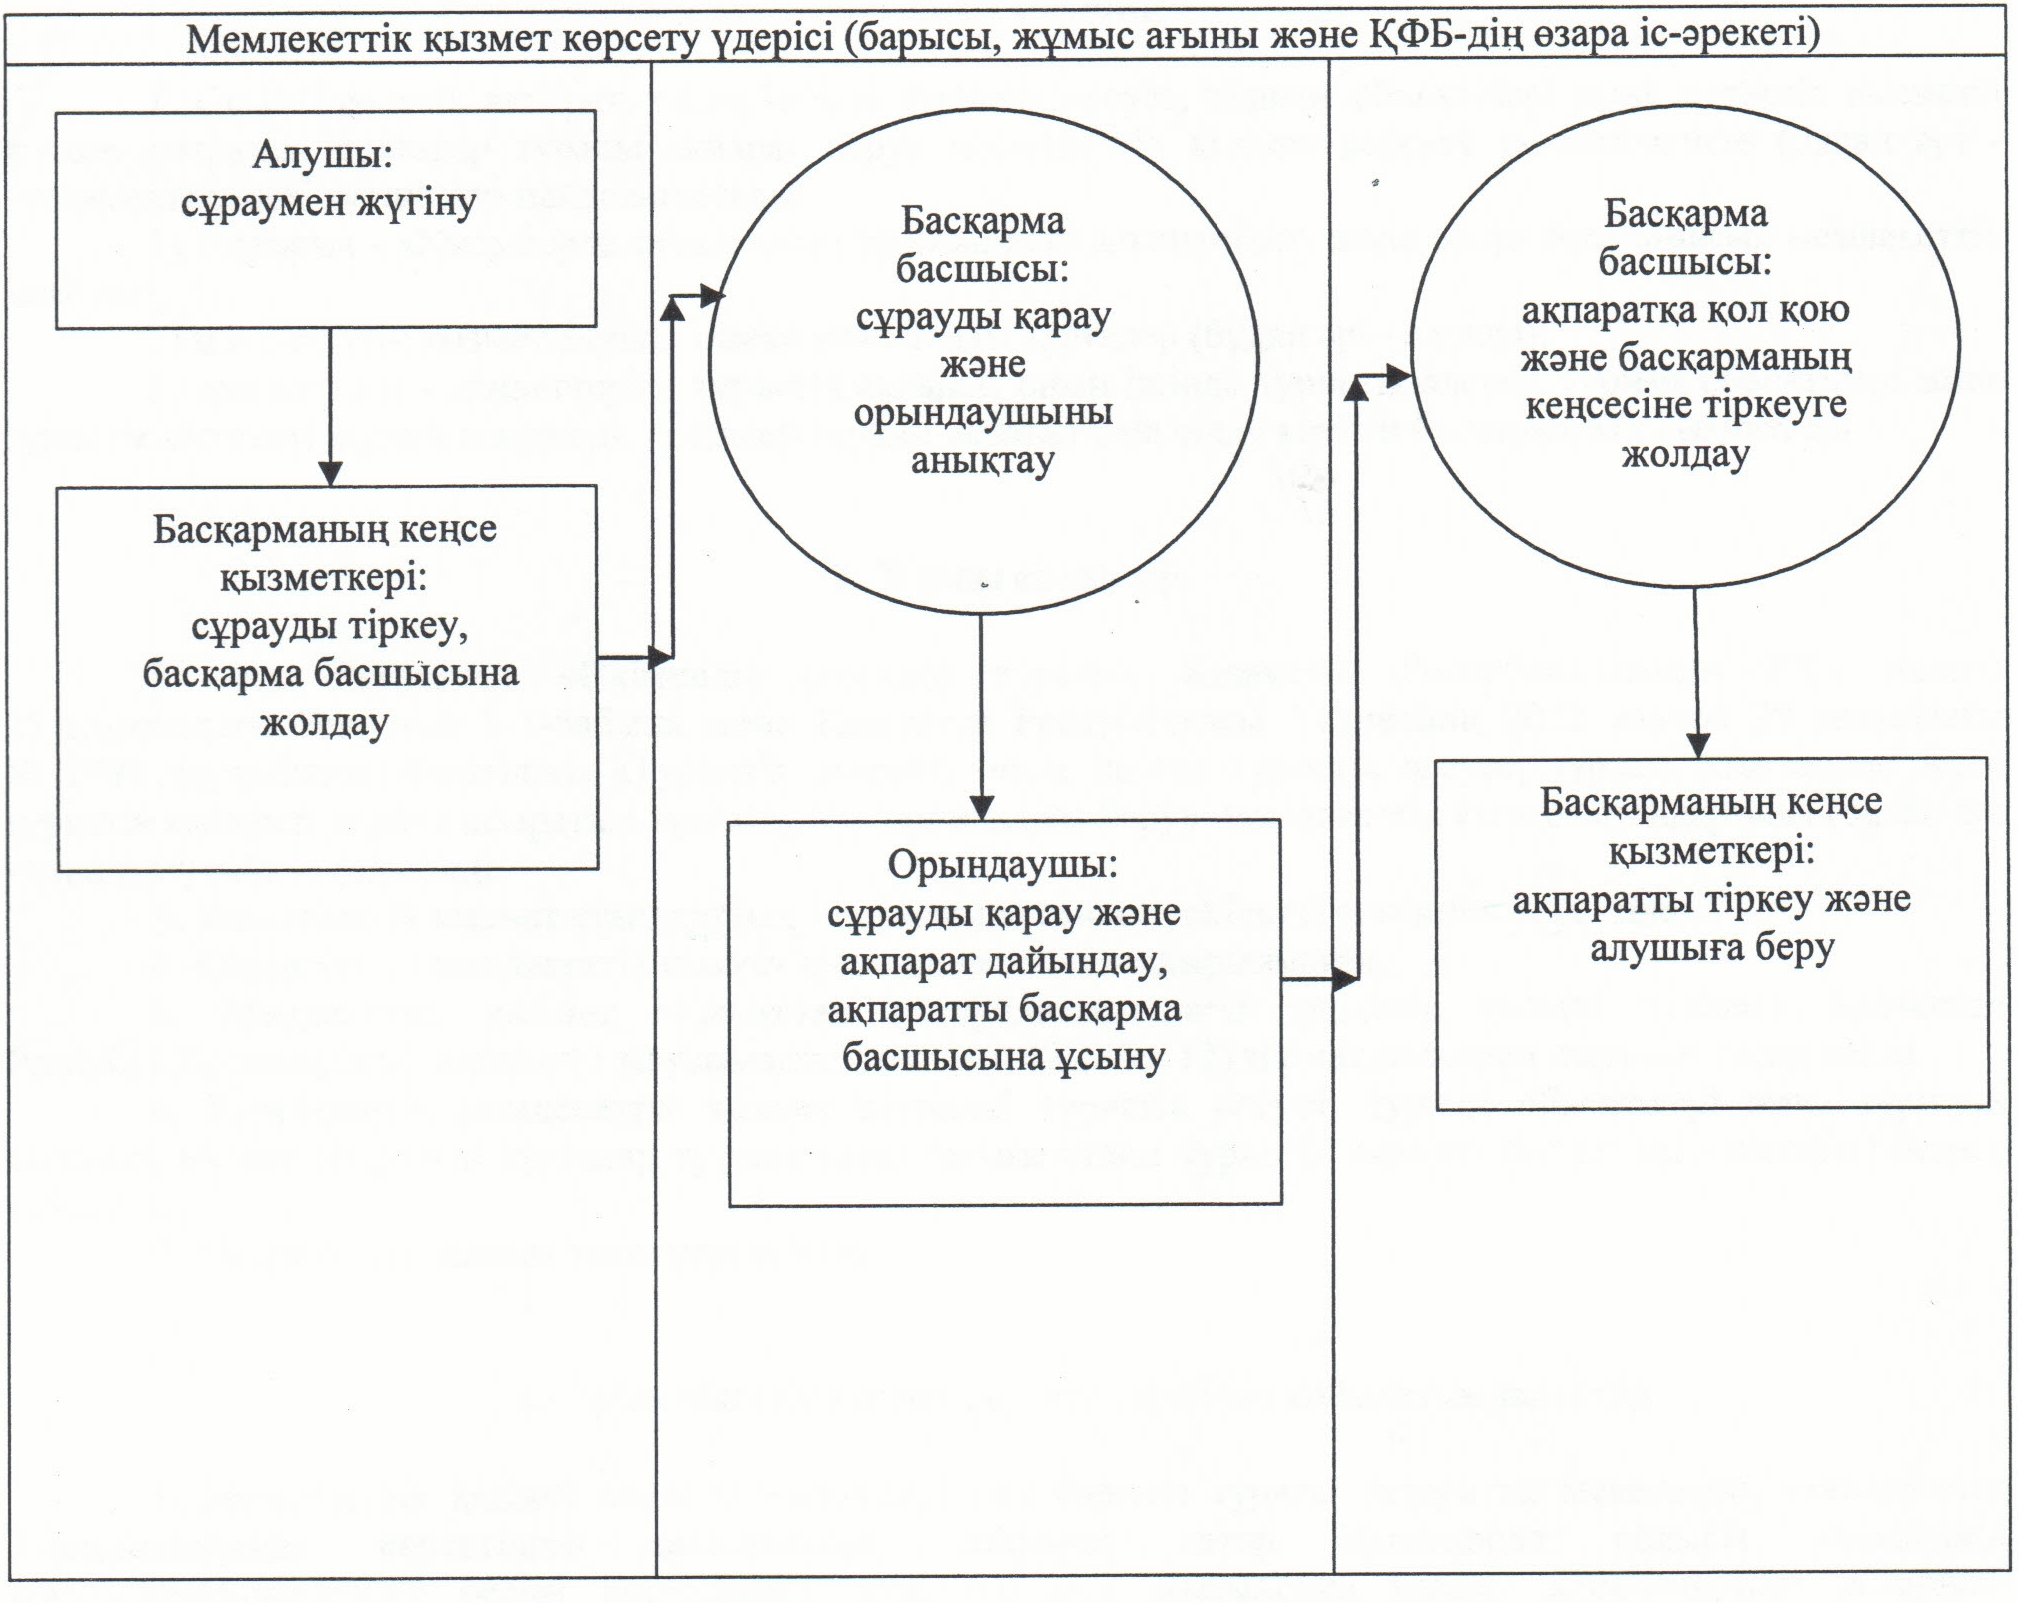 Мемлекеттік қызмет көрсету үдерісі (барысы, жұмыс ағыны және ҚФБ-дің өзара іс-әрекеті)
Алушы:
сұраумен жүгіну
Басқарманың кеңсе
қызметкері:
сұрауды тіркеу,
басқарма басшысына
жолдау
Басқарма
басшысы:
сұрауды қарау
және
орындаушыны
анықтау
Орындаушы:
сұрауды қарау және
ақпарат дайындау,
ақпаратты басқарма
басшысына ұсыну
Басқарма
басшысы:
ақпаратқа қол қою
және басқарманың
кеңсесіне тіркеуге
жолдау
Басқарманың кеңсе
қызметкері:
ақпаратты тіркеу және
алушыға беру